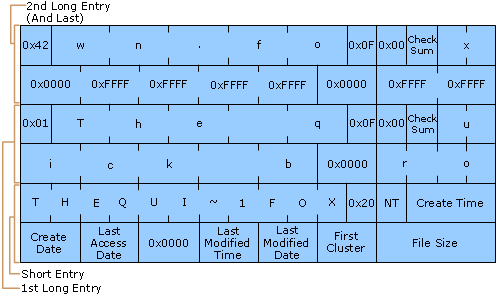 2nd Long Entry
(And Last)
0x42 w n . f o 0x0F 0x00 Check Sum x
0x0000 0xFFFF 0xFFFF 0xFFFF 0xFFFF 0x0000 0xFFFF 0xFFFF
0x01 T h e q 0x0F 0x00 Check Sum u
i c k b 0x0000 r o
T H E Q U I ~ 1 F O X 0x20 NT Create Time
Create Date Last Access Date 0x0000 Last Modified Time Last Modified Date First Cluster File Size
Short Entry
1st Long Entry